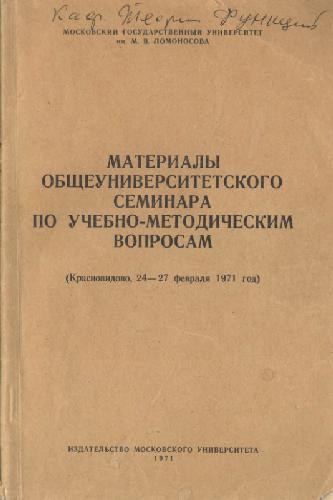 Каф. Теории Функций
МОСКОВСКИЙ ГОСУДАРСТВЕННЫЙ УНИВЕРСИТЕТ
им. М. В. ЛОМОНОСОВА
МАТЕРИАЛЫ
ОБЩЕУНИВЕРСИТЕТСКОГО
СЕМИНАРА
ПО УЧЕБНО-МЕТОДИЧЕСКИМ
ВОПРОСАМ
(Красновидово, 24—27 февраля 1971 год)
ИЗДАТЕЛЬСТВО МОСКОВСКОГО УНИВЕРСИТЕТА
1971